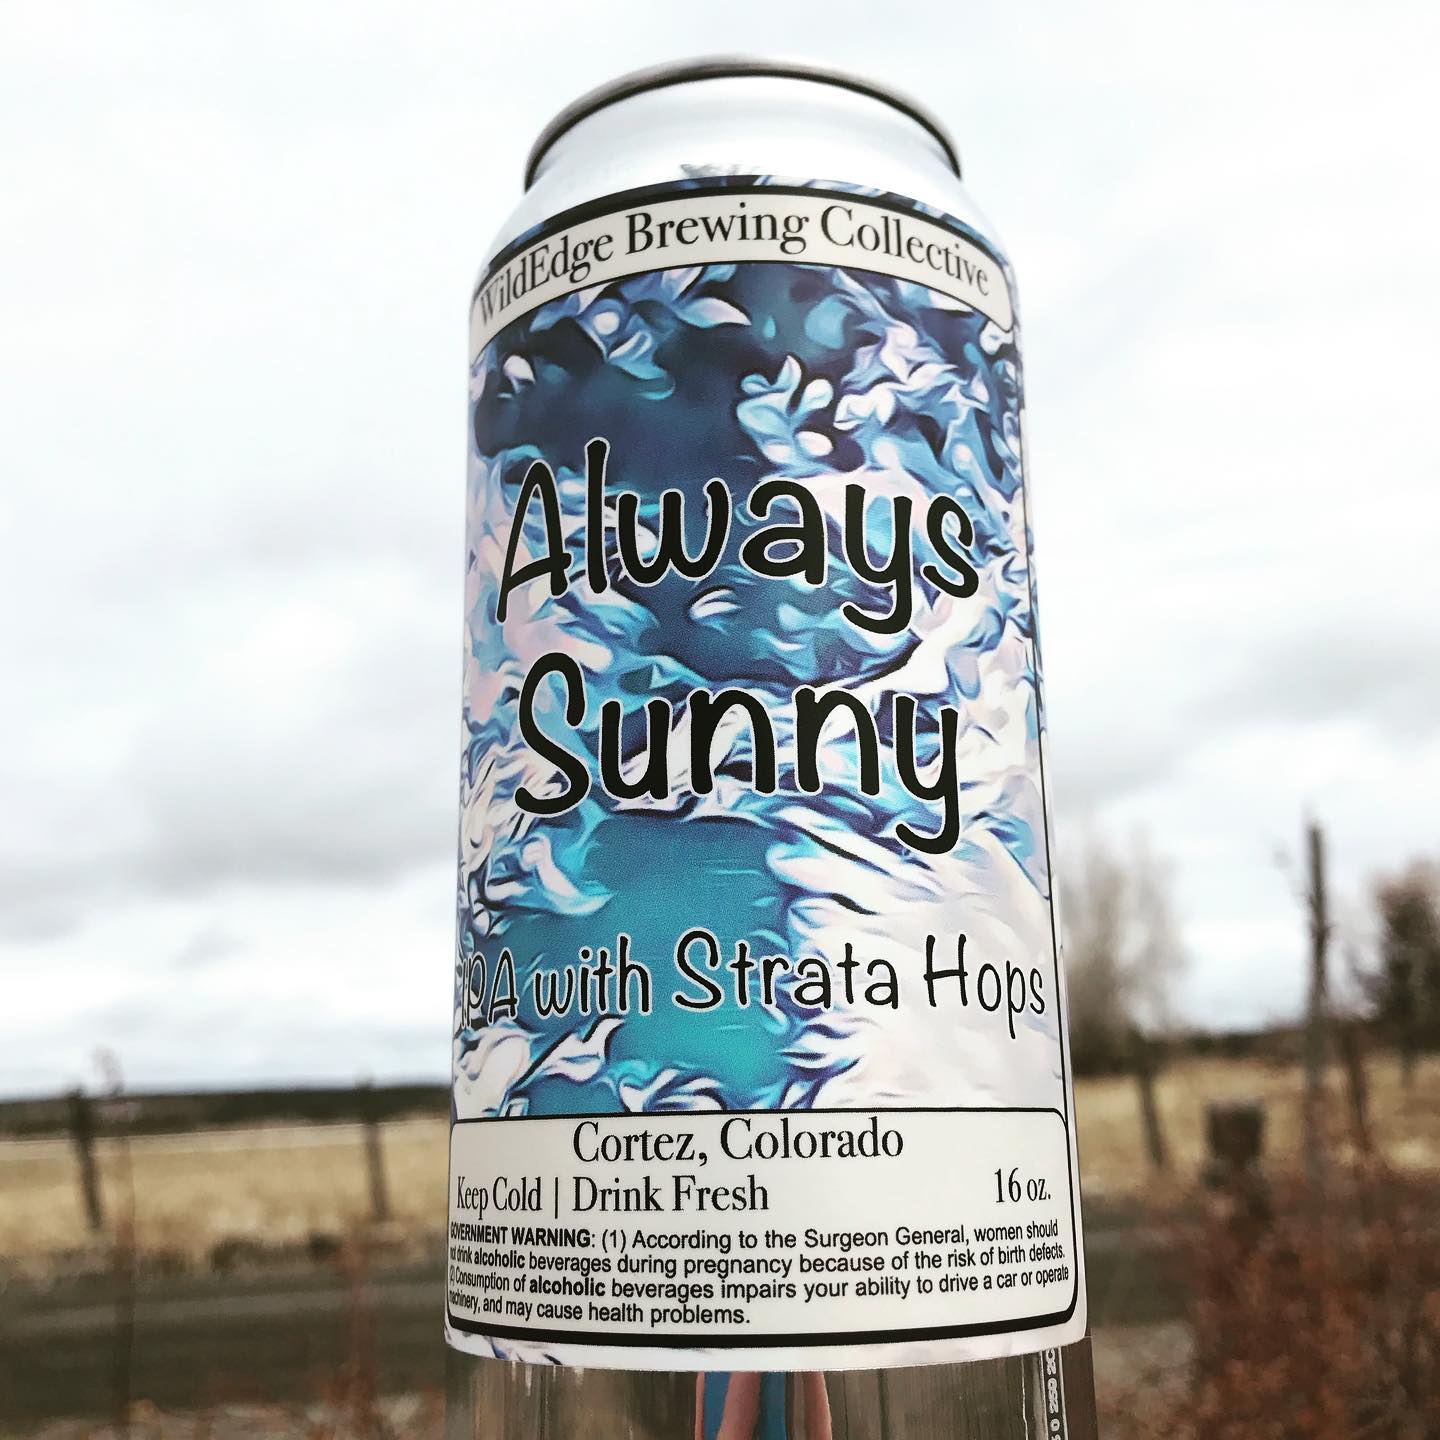 WildEdge Brewing Collective
Always
Sunny
IPA with Strata Hops
Cortez, Colorado
Keep Cold | Drink Fresh 16 oz.
GOVERNMENT WARNING: (1) According to the Surgeon General, women should
not drink alcoholic beverages during pregnancy because of the risk of birth defects.
(2) Consumption of alcoholic beverages impairs your ability to drive a car or operate
machinery, and may cause health problems.